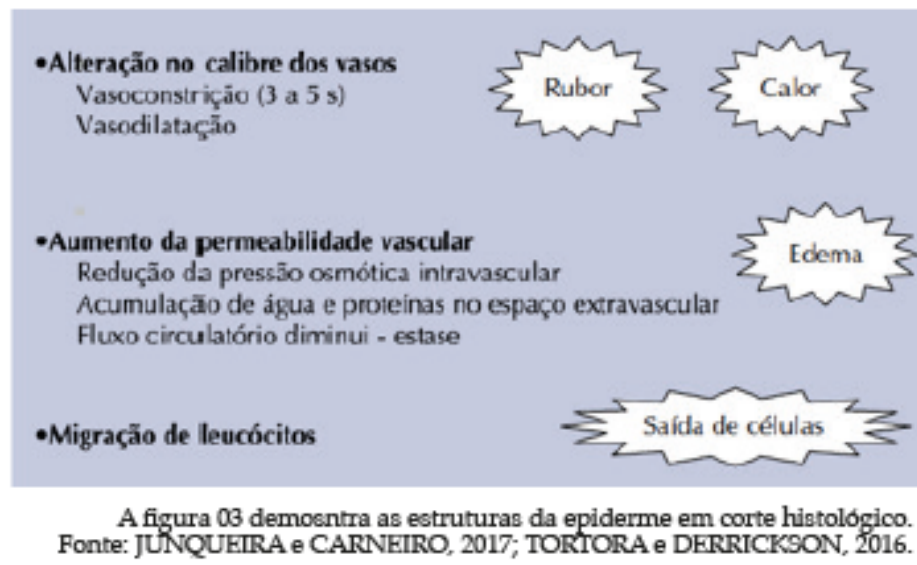 •Alteração no calibre dos vasos
Rubor
Calor
Vasoconstrição (3 a 5 s)
Vasodilatação
•Aumento da permeabilidade vascular
Edema
Redução da pressão osmótica intravascular
Acumulação de água e proteínas no espaço extravascular
Fluxo circulatório diminui - estase
•Migração de leucócitos
Saída de células
A figura 03 demosntra as estruturas da epiderme em corte histológico.
Fonte: JUNQUEIRA e CARNEIRO, 2017; TORTORA e DERRICKSON, 2016.